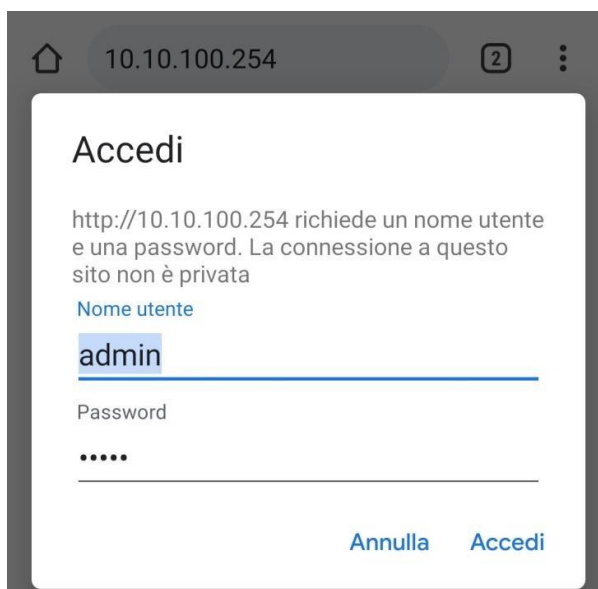 10.10.100.254
2
Accedi
http://10.10.100.254 richiede un nome utente
e una password. La connessione a questo
sito non è privata
Nome utente
admin
Password
•••••
Annulla Accedi